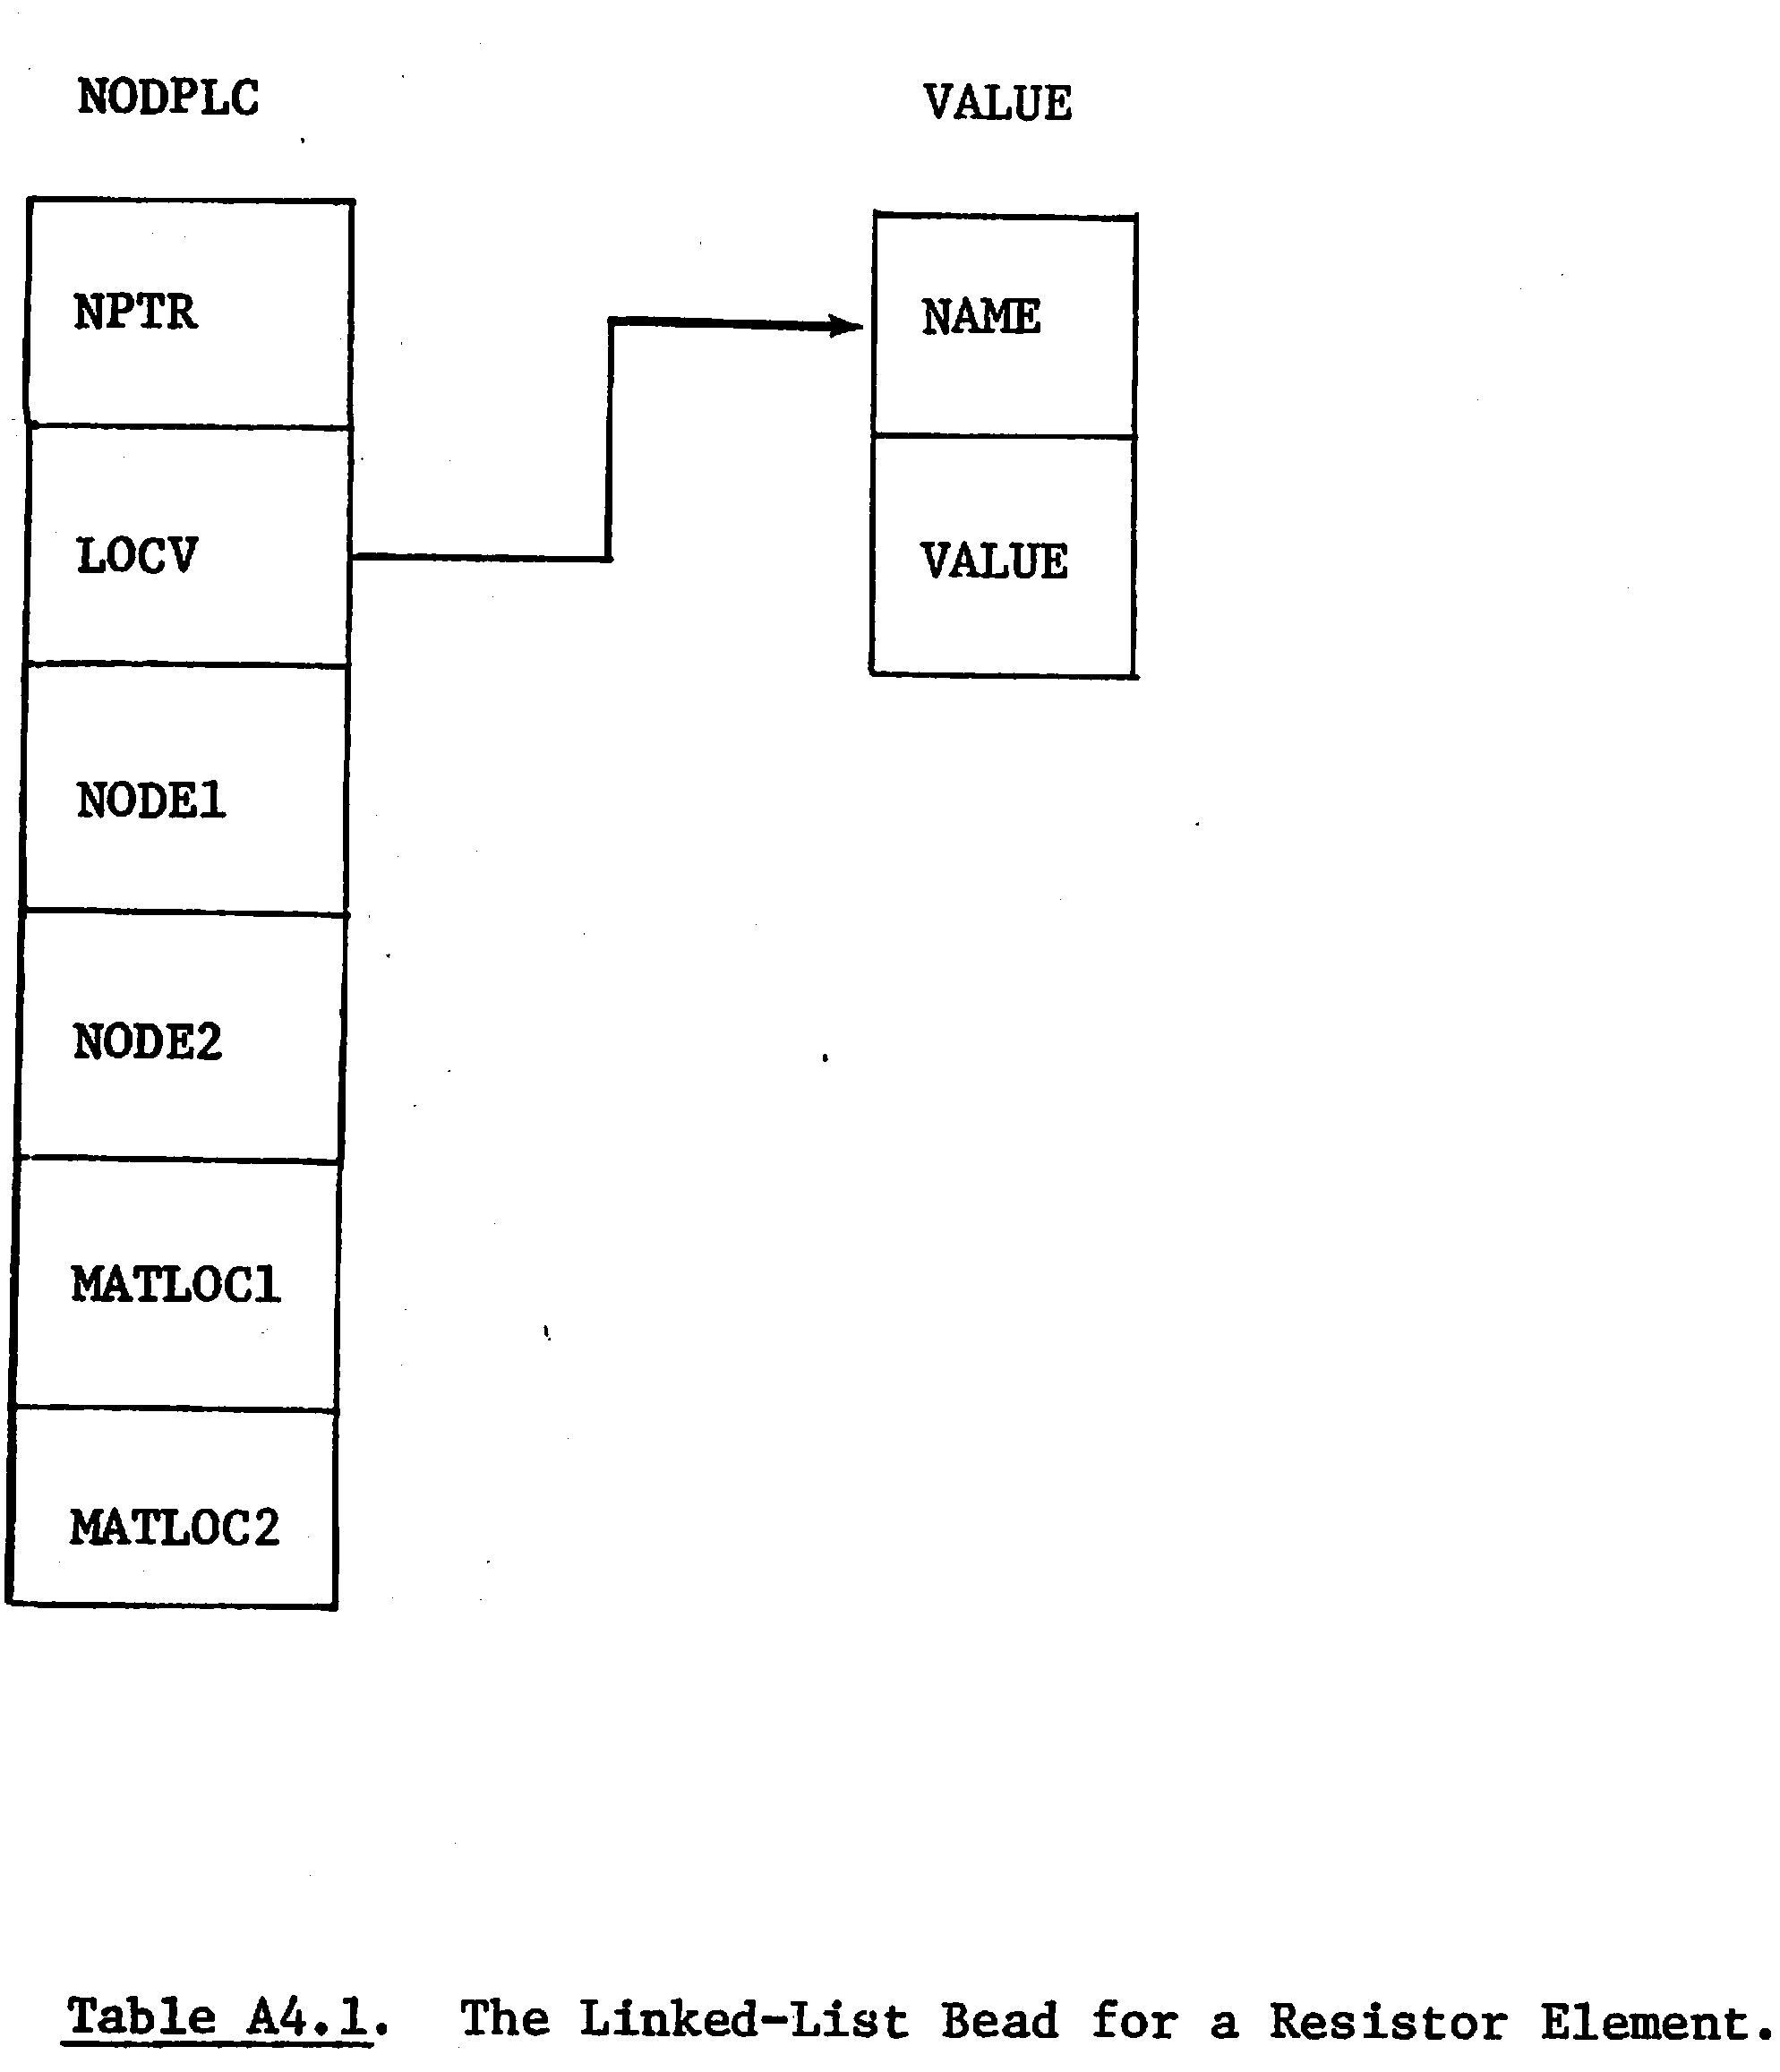 NODPLC
VALUE
NPTR
LOCV
NODE1
NODE2
MATLOC1
MATLOC2
NAME
VALUE
Table A4.1. The Linked-List Bead for a Resistor Element.